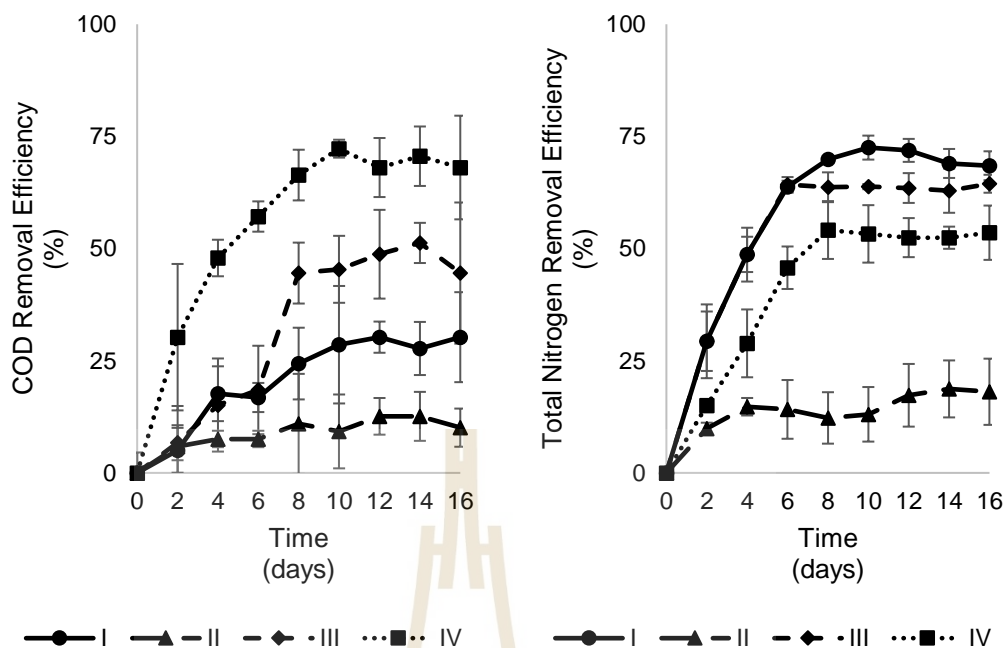 COD Removal Efficiency
(%)
100
75
50
25
0
0 2 4 6 8 10 12 14 16
Time
(days)
I II III IV
Total Nitrogen Removal Efficiency
(%)
100
75
50
25
0
0 2 4 6 8 10 12 14 16
Time
(days)
I II III IV